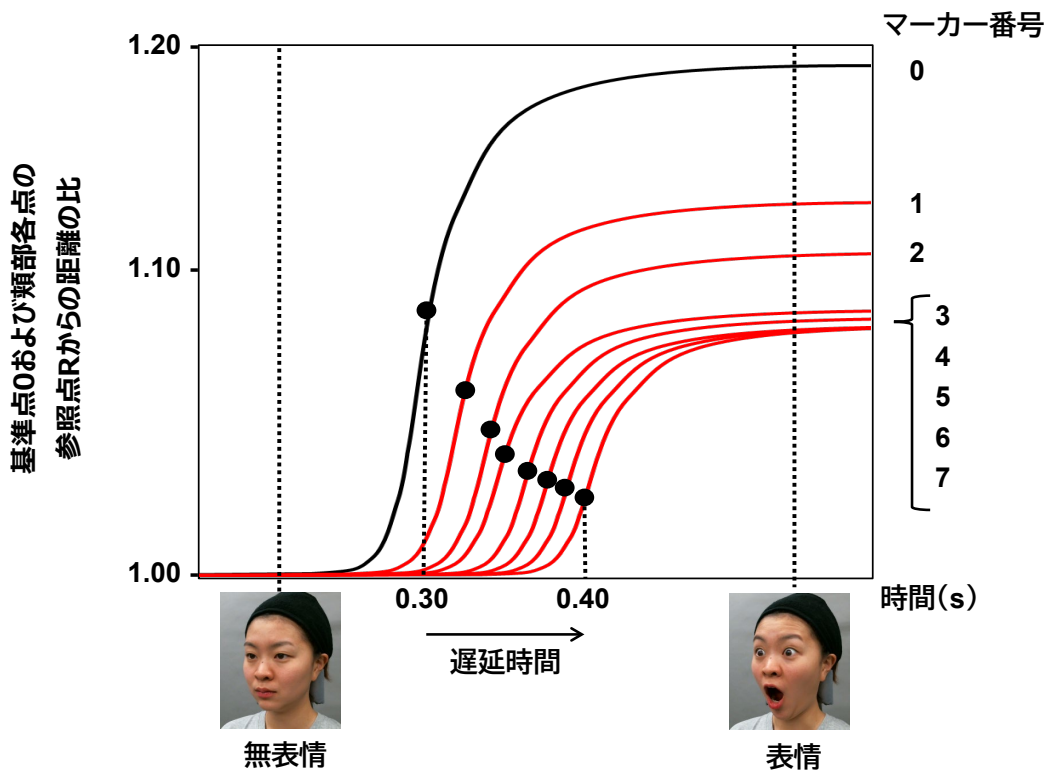 マーカー番号
1.20
0
基準点0および頬部各点の
参照点Rからの距離の比
1
2
1.10
3
4
5
6
7
1.00
0.30
0.40
時間(s)
遅延時間
無表情
表情